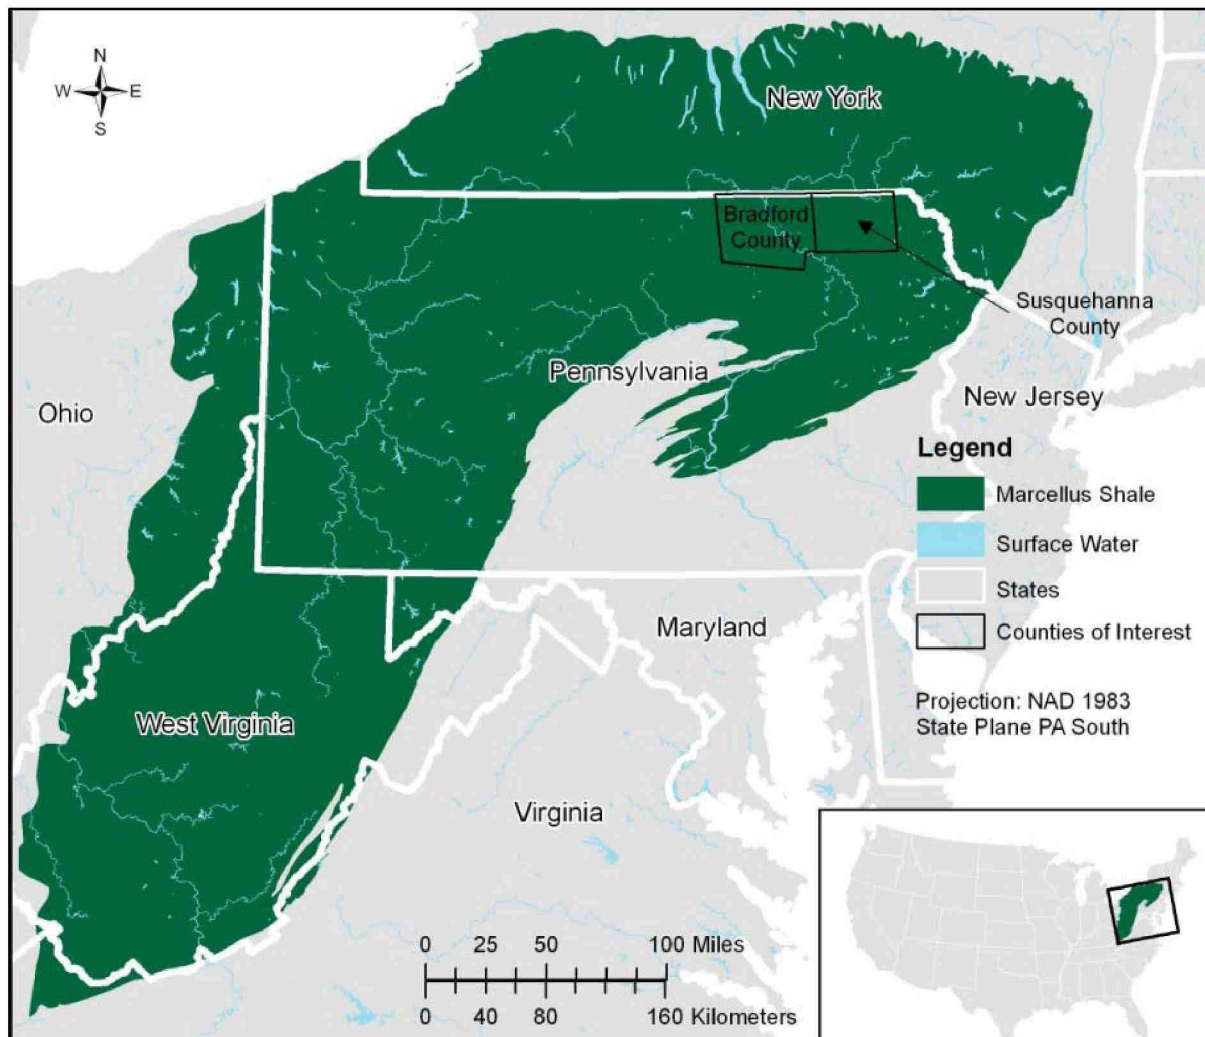 N
W E
S
New York
Bradford
County
Susquehanna
County
Pennsylvania
Ohio
New Jersey
Legend
Marcellus Shale
Surface Water
States
Counties of Interest
Maryland
Projection: NAD 1983
State Plane PA South
West Virginia
Virginia
0 25 50 100 Miles
0 40 80 160 Kilometers